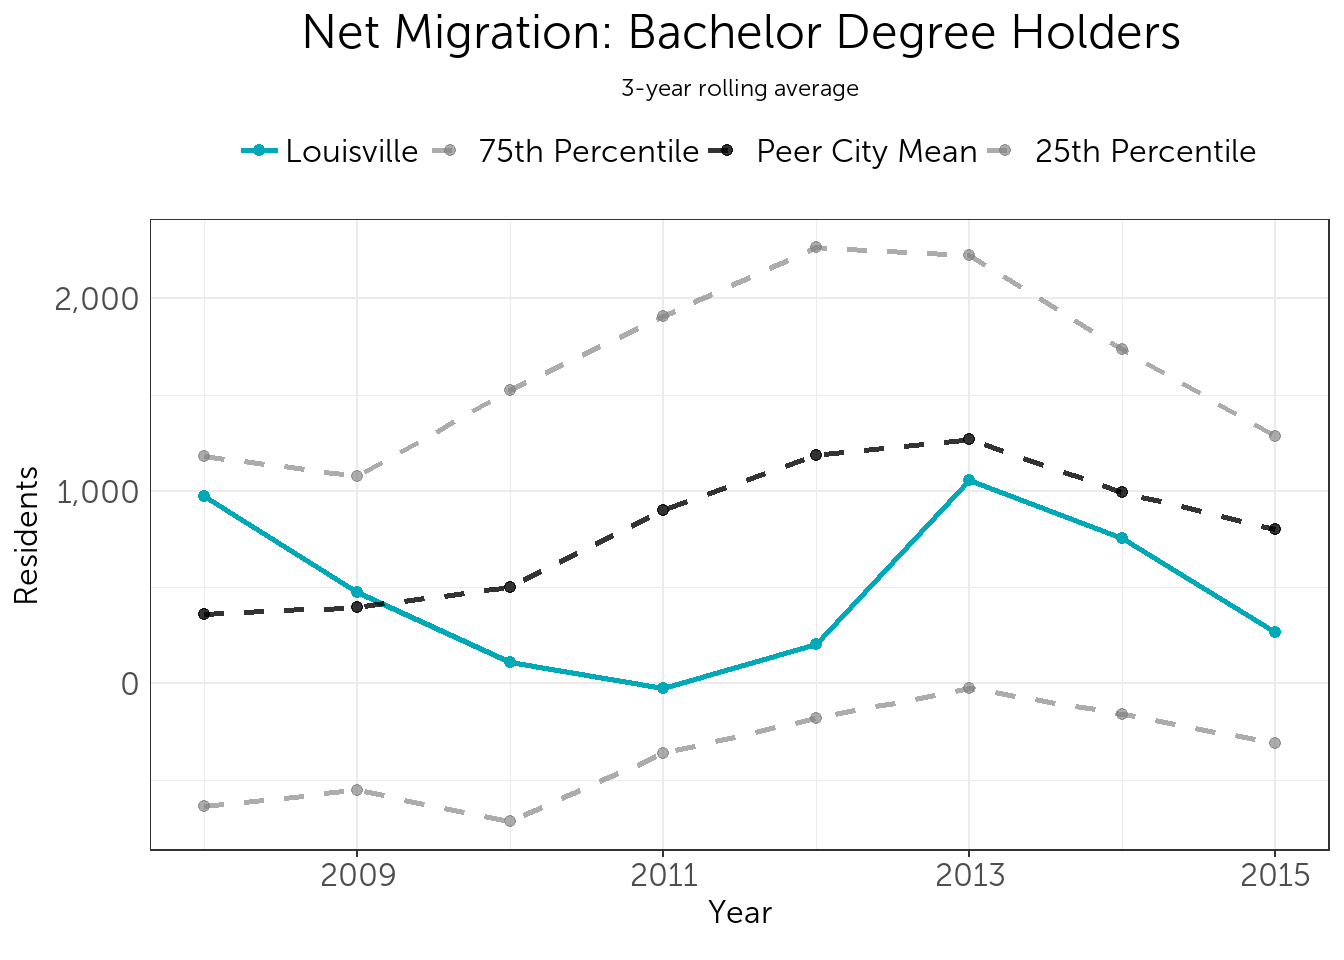 Net Migration: Bachelor Degree Holders
3-year rolling average
Louisville 75th Percentile Peer City Mean 25th Percentile
2,000
1,000
0
Residents
2009 2011 2013 2015
Year